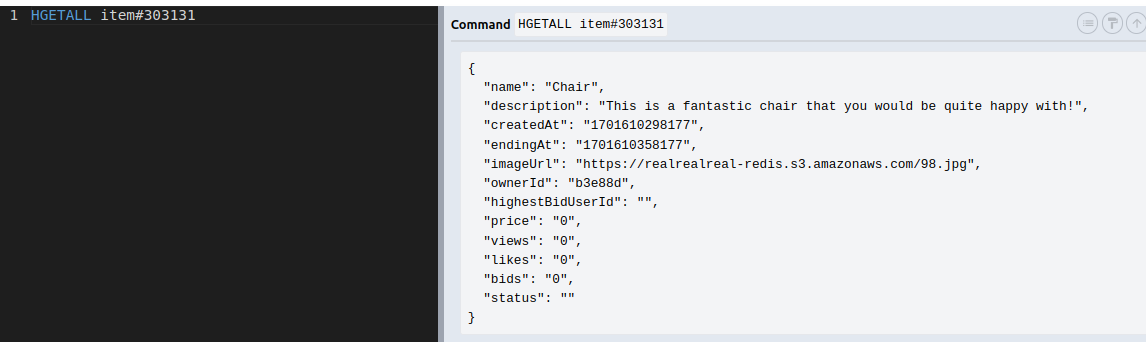 1 HGETALL item#303131
Command HGETALL item#303131
{
"name": "Chair",
"description": "This is a fantastic chair that you would be quite happy with!",
"createdAt": "1701610298177",
"endingAt": "1701610358177",
"imageUrl": "https://realrealreal-redis.s3.amazonaws.com/98.jpg",
"ownerId": "b3e88d",
"highestBidUserId": "",
"price": "0",
"views": "0",
"likes": "0",
"bids": "0",
"status": ""
}